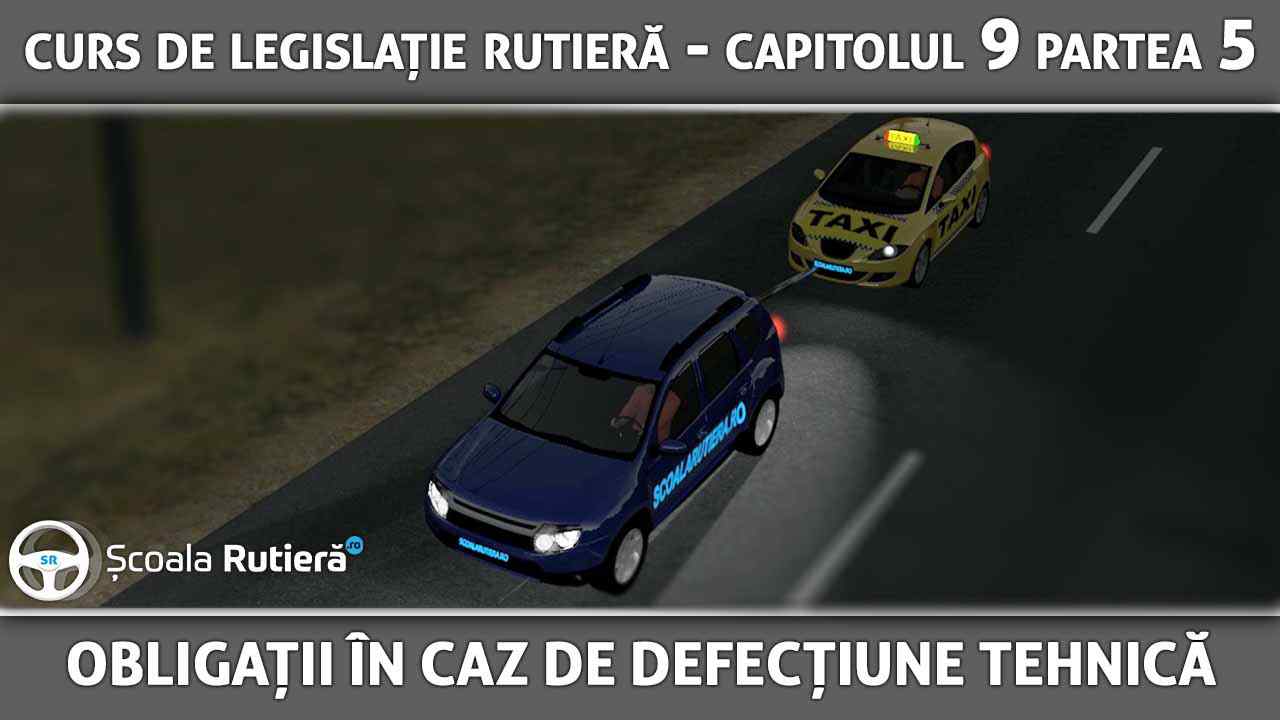 CURS DE LEGISLAȚIE RUTIERĂ - CAPITOLUL 9 PARTEA 5
TAXI
TAXI
TAXI
SCOALARUTIERA.RO
SCOALARUTIERA.RO
SCOALARUTIERA.RO
SR Școala Rutieră.ro
OBLIGAȚII ÎN CAZ DE DEFECȚIUNE TEHNICĂ